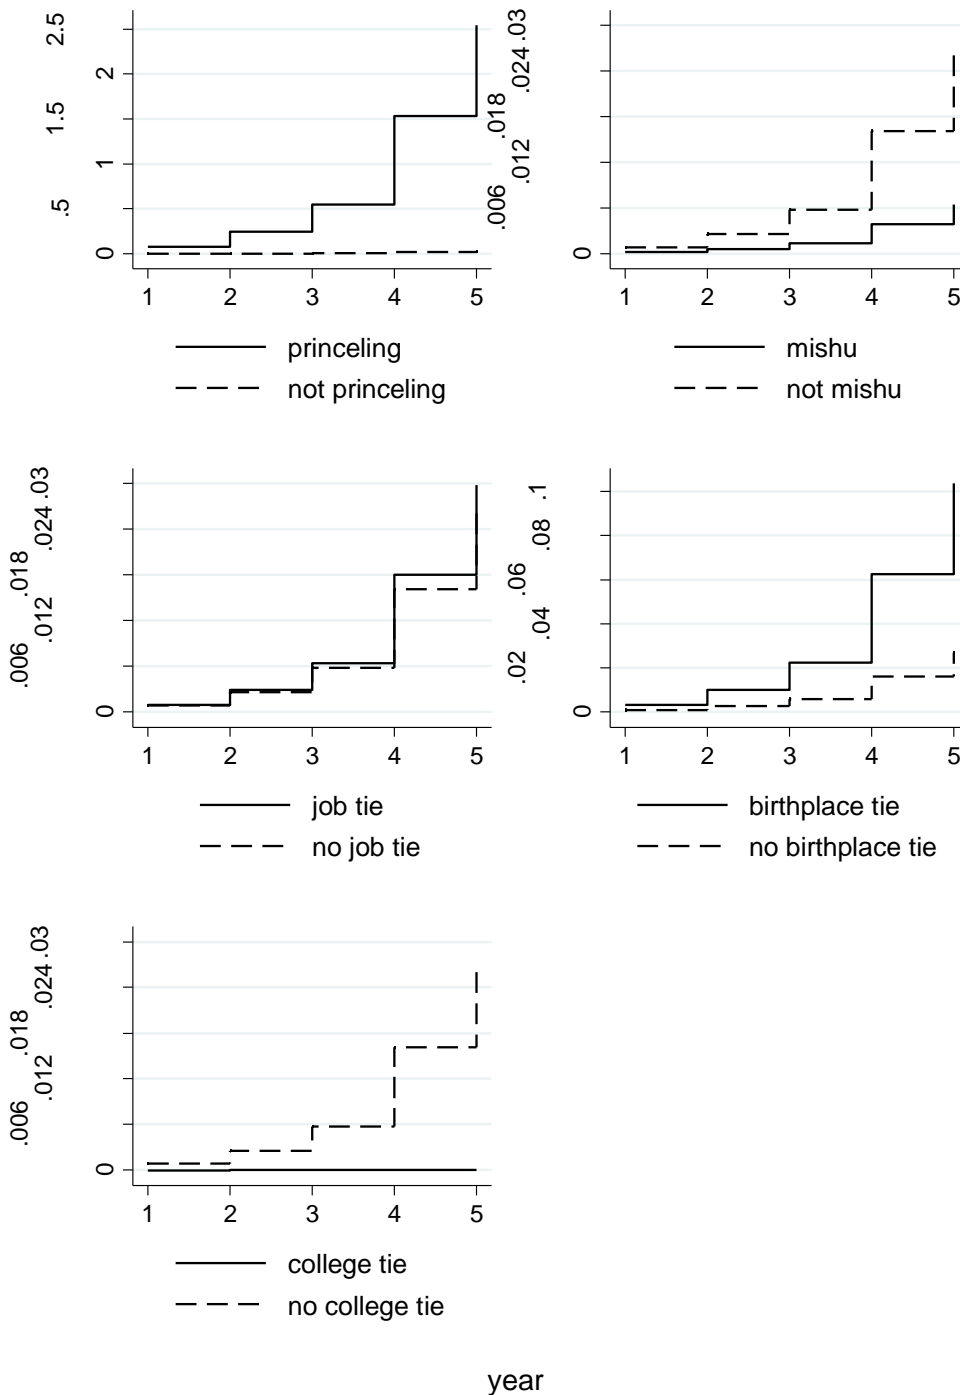 2.5
2
1.5
1
.5
0
1 2 3 4 5
princeling
not princeling
.03
.024
.018
.012
.006
0
1 2 3 4 5
mishu
not mishu
.03
.024
.018
.012
.006
0
1 2 3 4 5
job tie
no job tie
.1
.08
.06
.04
.02
0
1 2 3 4 5
birthplace tie
no birthplace tie
.03
.024
.018
.012
.006
0
1 2 3 4 5
college tie
no college tie
year